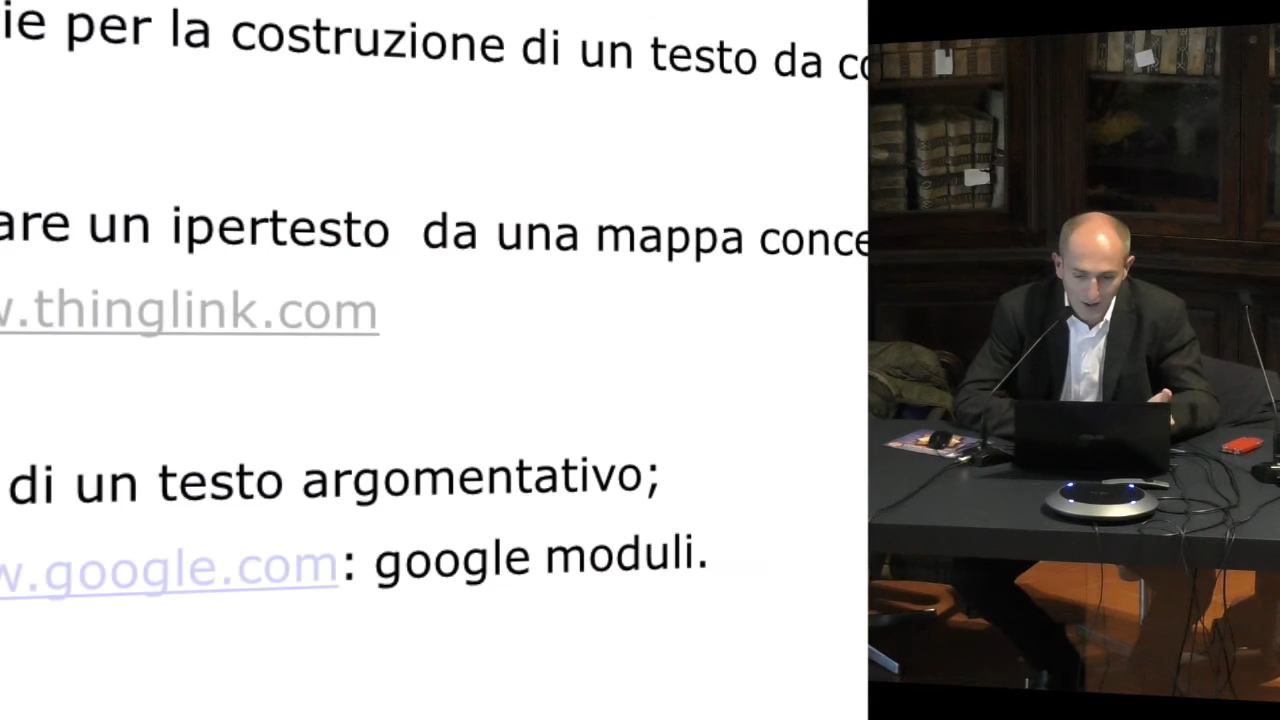 ie per la costruzione di un testo da co
are un ipertesto da una mappa conce
w.thinglink.com
di un testo argomentativo;
w.google.com: google moduli.